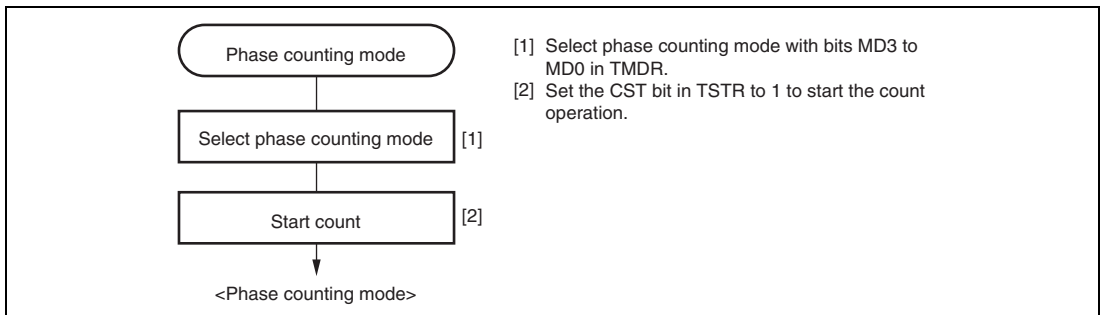 Phase counting mode
Select phase counting mode [1]
Start count [2]
<Phase counting mode>
[1] Select phase counting mode with bits MD3 to
MD0 in TMDR.
[2] Set the CST bit in TSTR to 1 to start the count
operation.